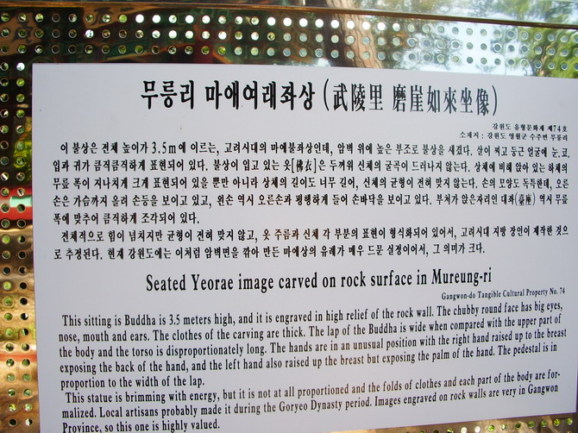 무릉리 마애여래좌상 (武陵里 磨崖如來坐像)
강원도 유형문화재 제74호
소재지 : 강원도 영월군 수주면 무릉리
이 불상은 전체 높이가 3.5m에 이르는, 고려시대의 마애불좌상인데, 암벽 위에 높은 부조로 불상을 새겼다. 살이 찌고 둥근 얼굴에 눈,코,
입과 귀가 큼직큼직하게 표현되어 있다. 불상이 입고 있는 옷[佛衣]은 두꺼워 신체의 굴곡이 드러나지 않는다. 상체에 비해 앉아 있는 하체의
무릎 폭이 지나치게 크게 표현되어 있을 뿐만 아니라 상체의 길이도 너무 길어, 신체의 균형이 전혀 맞지 않는다. 손의 모양도 독특한데, 오른
손은 가슴까지 올려 손등을 보이고 있고, 왼손 역시 오른손과 평행하게 들어 손바닥을 보이고 있다. 부처가 앉은자리인 대좌(臺座) 역시 무릎
폭에 맞추어 큼직하게 조각되어 있다.
전체적으로 힘이 넘치지만 균형이 전혀 맞지 않고, 옷 주름과 신체 각 부분의 표현이 형식화되어 있어서, 고려시대 지방 장인이 제작한 것으
로 추정된다. 현재 강원도에는 이처럼 암벽면을 깎아 만든 마애상의 유례가 매우 드문 실정이어서, 그 의미가 크다.
Seated Yeorae image carved on rock surface in Mureung-ri
Gangwon-do Tangible Cultural Property No. 74
This sitting is Buddha is 3.5 meters high, and it is engraved in high relief of the rock wall. The chubby round face has big eyes,
nose, mouth and ears. The clothes of the carving are thick. The lap of the Buddha is wide when compared with the upper part of
the body and the torso is disproportionately long. The hands are in an unusual position with the right hand raised up to the breast
exposing the back of the hand, and the left hand also raised up the breast but exposing the palm of the hand. The pedestal is in
proportion to the width of the lap.
This statue is brimming with energy, but it is not at all proportioned and the folds of clothes and each part of the body are for-
malized. Local artisans probably made it during the Goryeo Dynasty period. Images engraved on rock walls are very in Gangwon
Province, so this one is highly valued.